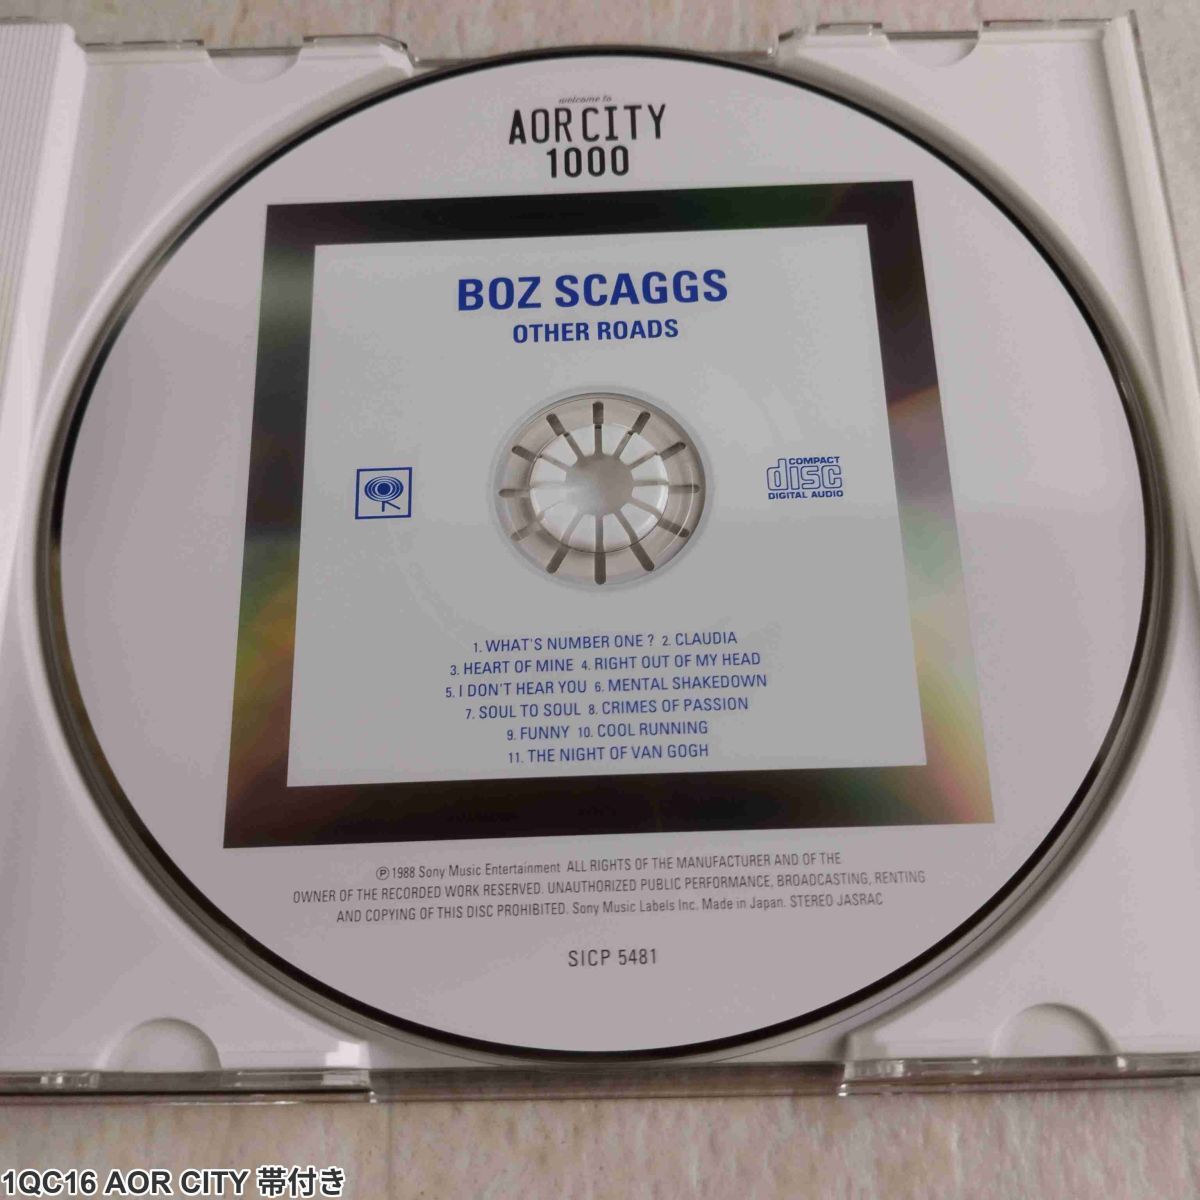 welcome to
AOR CITY
1000
BOZ SCAGGS
OTHER ROADS
COMPACT
disc
DIGITAL AUDIO
1. WHAT'S NUMBER ONE ? 2. CLAUDIA
3. HEART OF MINE 4. RIGHT OUT OF MY HEAD
5. I DON'T HEAR YOU 6. MENTAL SHAKEDOWN
7. SOUL TO SOUL 8. CRIMES OF PASSION
9. FUNNY 10. COOL RUNNING
11. THE NIGHT OF VAN GOGH
℗1988 Sony Music Entertainment ALL RIGHTS OF THE MANUFACTURER AND OF THE
OWNER OF THE RECORDED WORK RESERVED. UNAUTHORIZED PUBLIC PERFORMANCE, BROADCASTING, RENTING
AND COPYING OF THIS DISC PROHIBITED. Sony Music Labels Inc. Made in Japan. STEREO JASRAC
SICP 5481
1QC16 AOR CITY 帯付き